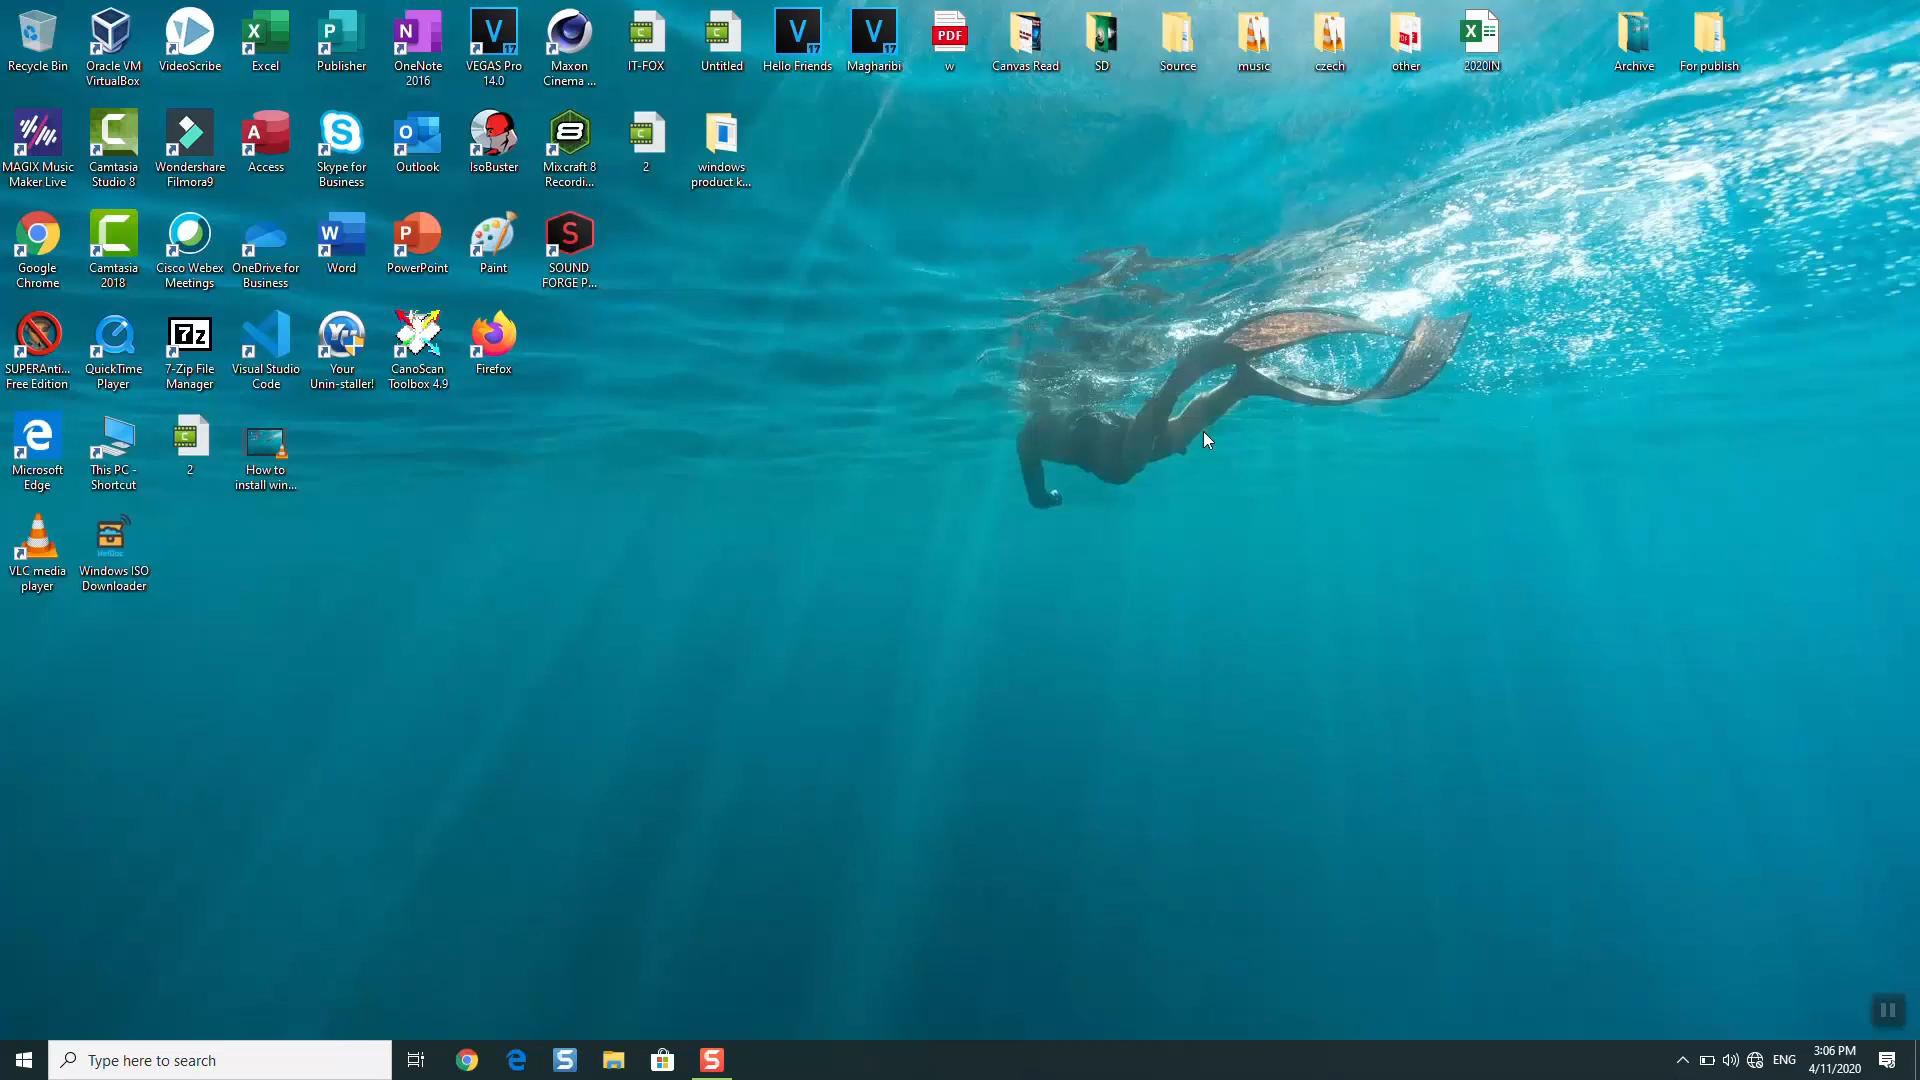 Recycle Bin
Oracle VM
VirtualBox
VideoScribe
Excel
Publisher
OneNote
2016
VEGAS Pro
14.0
Maxon
Cinema ...
IT-FOX
Untitled
Hello Friends
Magharibi
w
Canvas Read
SD
Source
music
czech
other
2020IN
Archive
For publish
MAGIX Music
Maker Live
Camtasia
Studio 8
Wondershare
Filmora9
Access
Skype for
Business
Outlook
IsoBuster
Mixcraft 8
Recordi...
2
windows
product k...
Google
Chrome
Camtasia
2018
Cisco Webex
Meetings
OneDrive for
Business
Word
PowerPoint
Paint
SOUND
FORGE P...
SUPERAnti...
Free Edition
QuickTime
Player
7-Zip File
Manager
Visual Studio
Code
Your
Unin-staller!
CanoScan
Toolbox 4.9
Firefox
Microsoft
Edge
This PC -
Shortcut
2
How to
install win...
VLC media
player
Windows ISO
Downloader
Type here to search
ENG
3:06 PM
4/11/2020